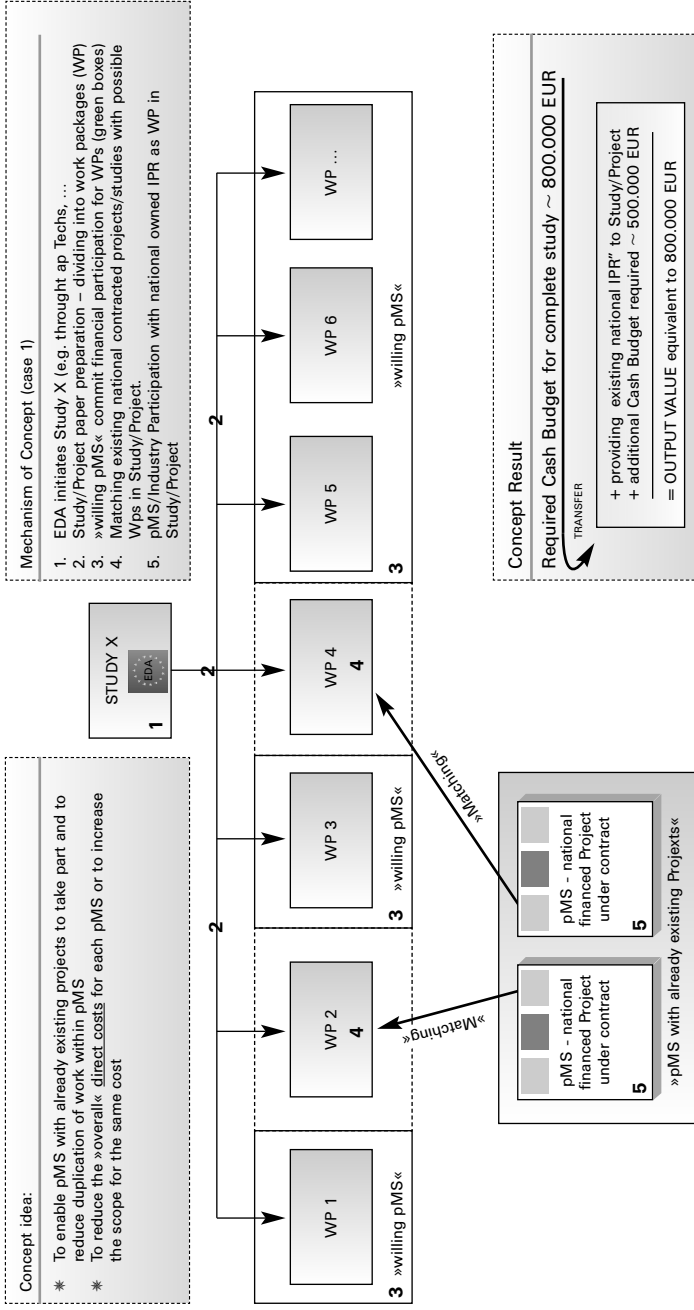 Concept idea:
✳ To enable pMS with already existing projects to take part and to
reduce duplication of work within pMS
✳ To reduce the »overall« direct costs for each pMS or to increase
the scope for the same cost
STUDY X
EDA
1
Mechanism of Concept (case 1)
1. EDA initiates Study X (e.g. throught ap Techs, ...
2. Study/Project paper preparation – dividing into work packages (WP)
3. »willing pMS« commit financial participation for WPs (green boxes)
4. Matching existing national contracted projects/studies with possible
Wps in Study/Project.
5. pMS/Industry Participation with national owned IPR as WP in
Study/Project
2
2
2
WP 1
3 »willing pMS«
WP 2
4
WP 3
3 »willing pMS«
WP 4
4
WP 5
WP 6
WP ...
3
»willing pMS«
»Matching«
»Matching«
pMS - national
financed Project
under contract
5
pMS - national
financed Project
under contract
5
»pMS with already existing Projexts«
Concept Result
Required Cash Budget for complete study ~ 800.000 EUR
TRANSFER
+ providing existing national IPR" to Study/Project
+ additional Cash Budget required ~ 500.000 EUR
= OUTPUT VALUE equivalent to 800.000 EUR